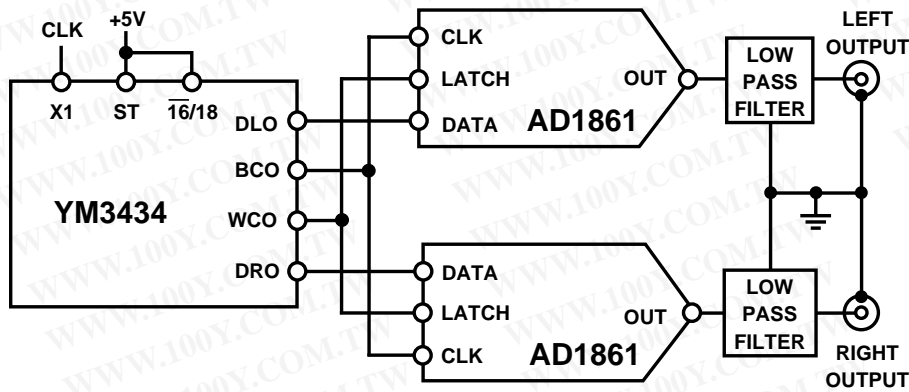 CLK
+5V
X1
ST
16/18
DLO
BCO
WCO
DRO
YM3434
CLK
LATCH
DATA
OUT
AD1861
LOW
PASS
FILTER
LEFT
OUTPUT
DATA
LATCH
CLK
OUT
AD1861
LOW
PASS
FILTER
RIGHT
OUTPUT
WWW.100Y.COM.TW